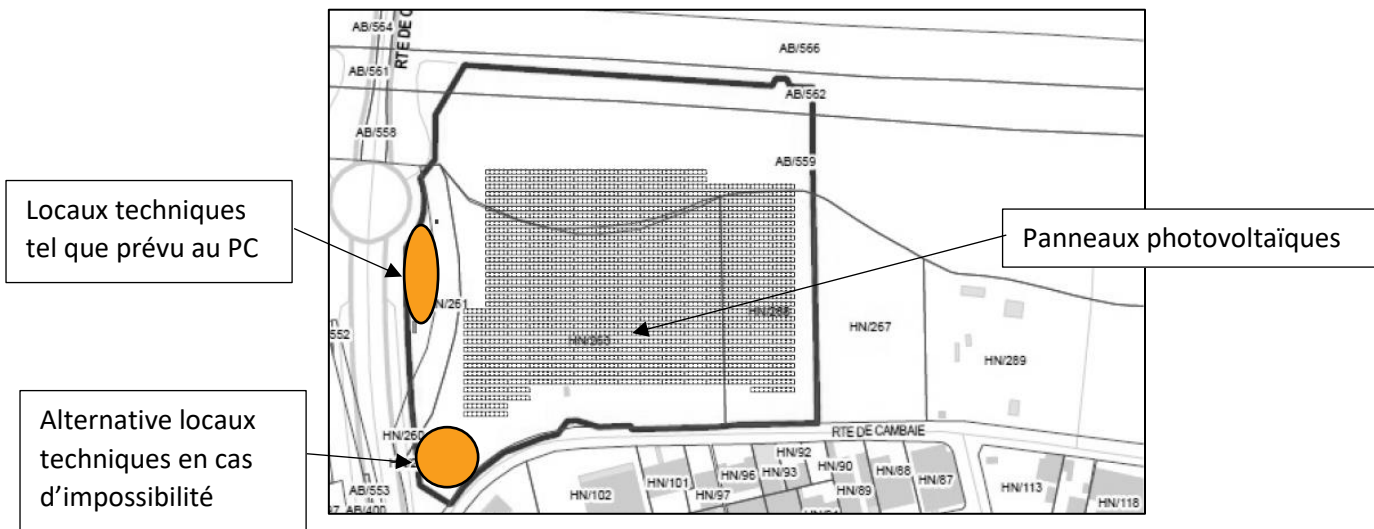 AB/564
RTE DE C
AB/566
AB/561
AB/562
AB/558
AB/559
Locaux techniques
tel que prévu au PC
Panneaux photovoltaïques
N/261
HN/268
HN/263
HN/267
HN/289
552
Alternative locaux
techniques en cas
d'impossibilité
HN/260
RTE DE CAMBAIE
HN/92
HN/101
HN/96
HN/93
HN/90
HN/88
HN/87
HN/97
HN/89
HN/102
HN/113
HN/118
AB/553
AB/400